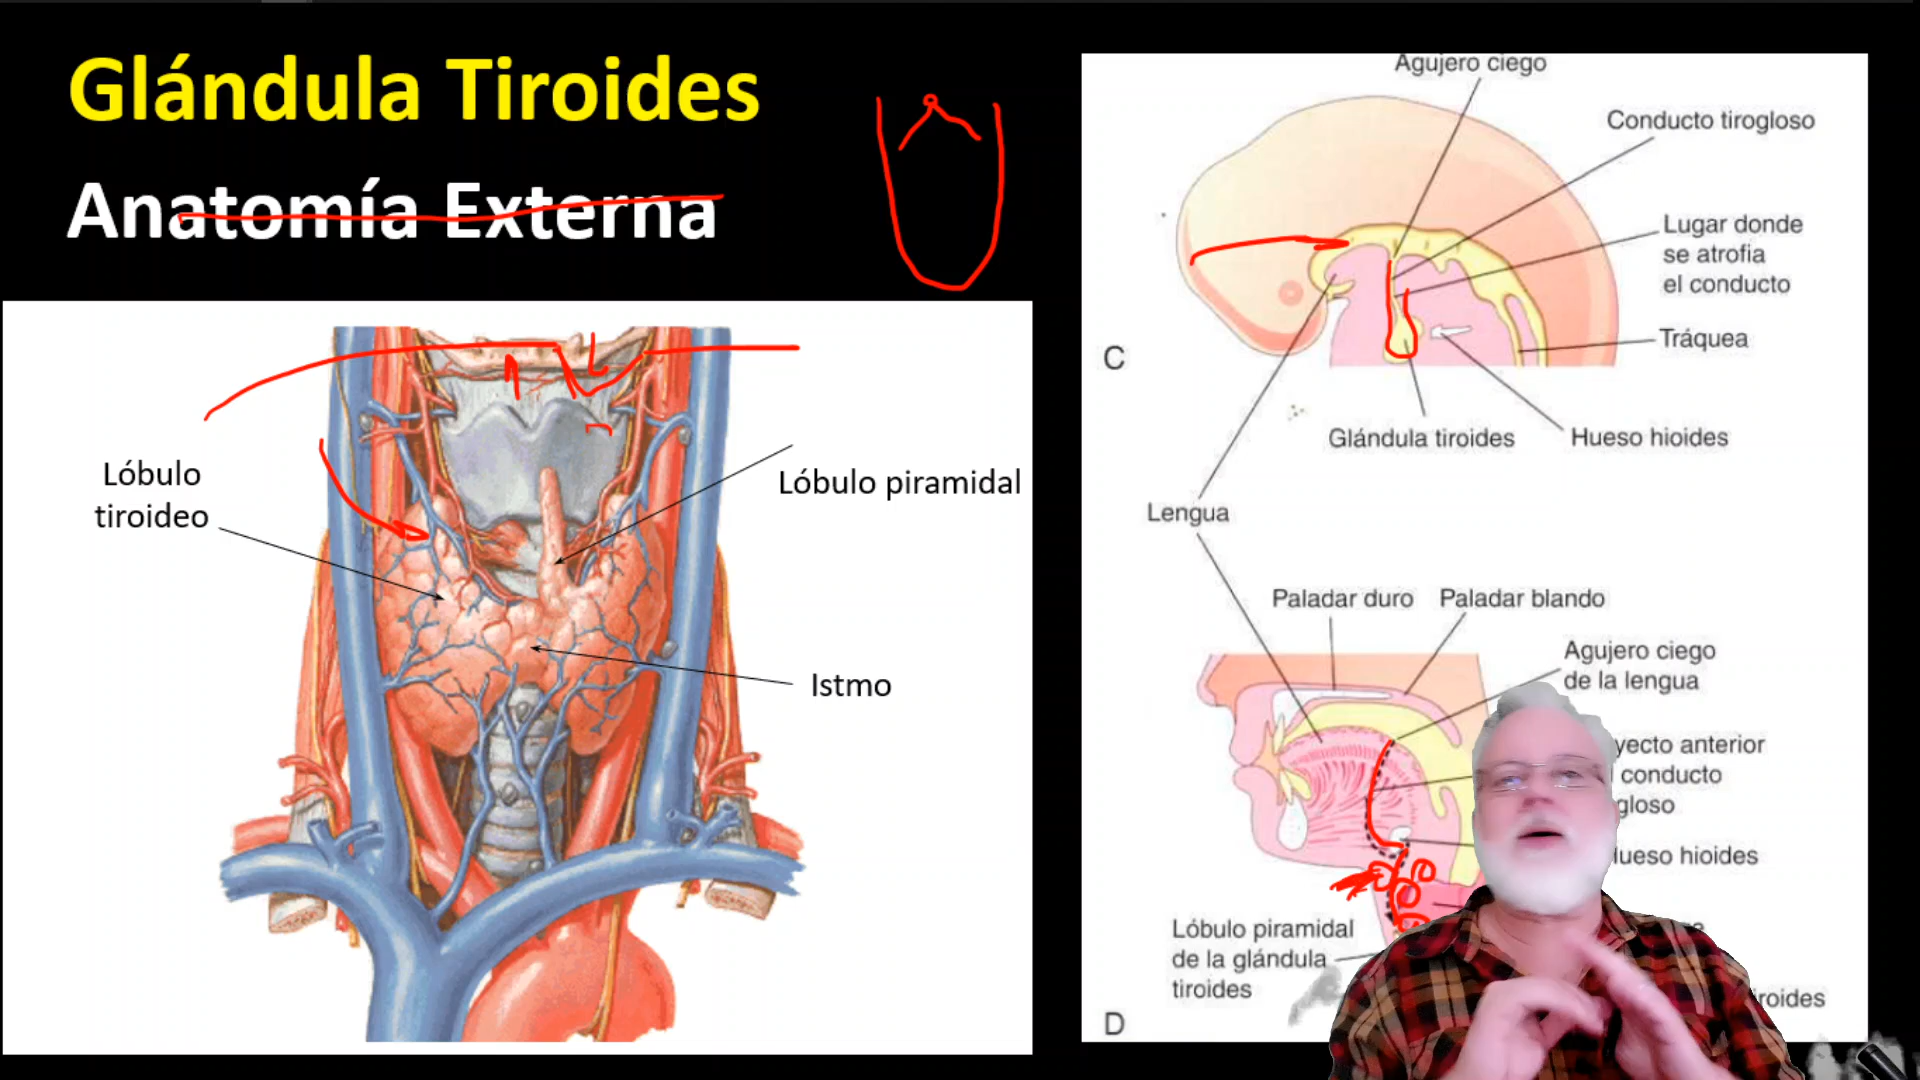 Glándula Tiroides
Anatomía Externa
Lóbulo
tiroideo
Lóbulo piramidal
Istmo
Agujero ciego
Conducto tirogloso
Lugar donde
se atrofia
el conducto
Tráquea
C
Glándula tiroides
Hueso hioides
Lengua
Paladar duro
Paladar blando
Agujero ciego
de la lengua
yecto anterior
conducto
gloso
ueso hioides
Lóbulo piramidal
de la glándula
tiroides
iroides
D